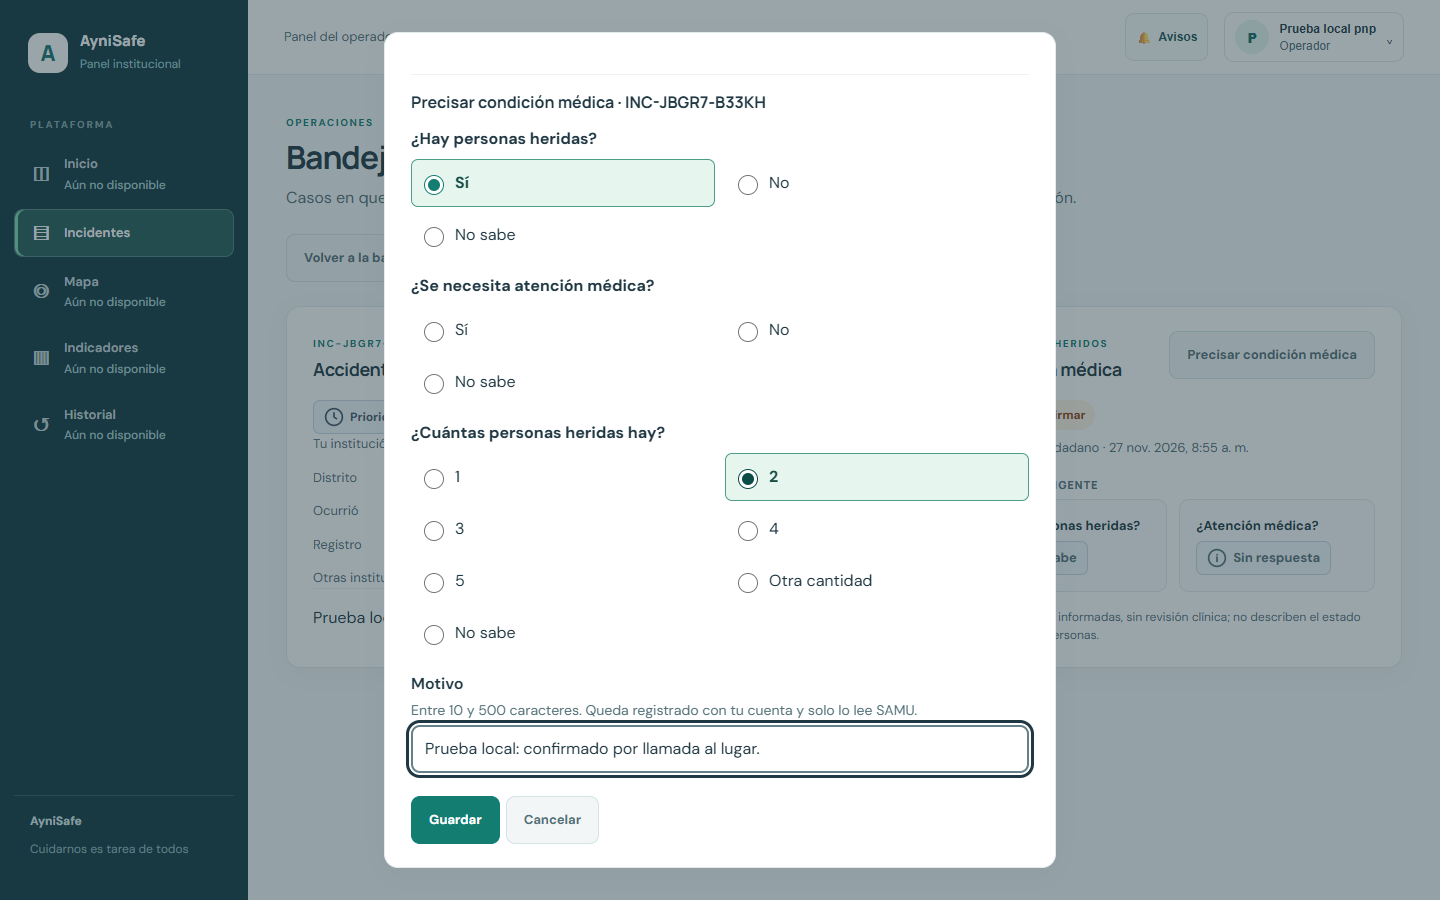 A
AyniSafe
Panel institucional
PLATAFORMA
Inicio
Aún no disponible
Incidentes
Mapa
Aún no disponible
Indicadores
Aún no disponible
Historial
Aún no disponible
AyniSafe
Cuidarnos es tarea de todos
Panel del operad
Avisos
P
Prueba local pnp
Operador
OPERACIONES
Bandej
Casos en que
ón.
Volver a la ba
INC-JBGR7-
Accident
Priorid
Tu institució
Distrito
Ocurrió
Registro
Otras institu
Prueba lo
Precisar condición médica · INC-JBGR7-B33KH
¿Hay personas heridas?
Sí
No
No sabe
¿Se necesita atención médica?
Sí
No
No sabe
¿Cuántas personas heridas hay?
1
2
3
4
5
Otra cantidad
No sabe
Motivo
Entre 10 y 500 caracteres. Queda registrado con tu cuenta y solo lo lee SAMU.
Prueba local: confirmado por llamada al lugar.
Guardar
Cancelar
HERIDOS
médica
Precisar condición médica
rmar
dadano · 27 nov. 2026, 8:55 a. m.
IGENTE
onas heridas?
abe
¿Atención médica?
Sin respuesta
informadas, sin revisión clínica; no describen el estado
ersonas.